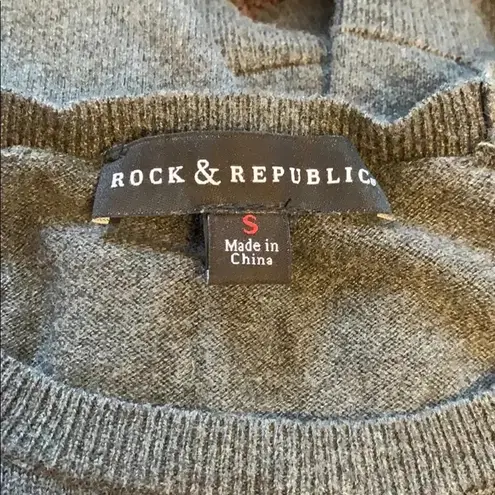 ROCK & REPUBLIC
S
Made in
China